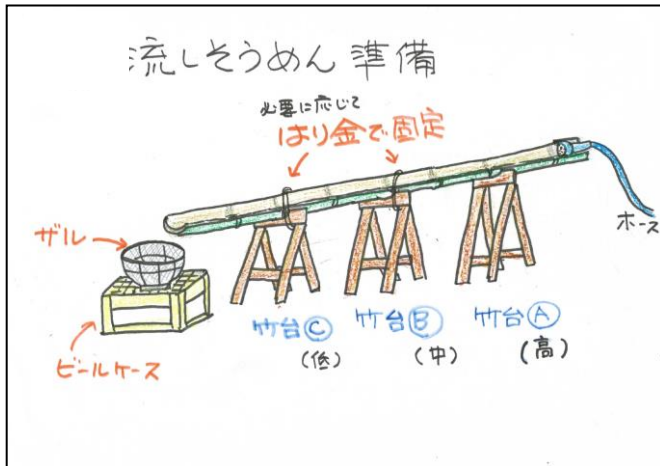 流しそうめん 準備
必要に応じて
はり金で固定
ザル
ホース
竹台Ⓒ
竹台Ⓑ
竹台Ⓐ
(低)
(中)
(高)
ビールケース